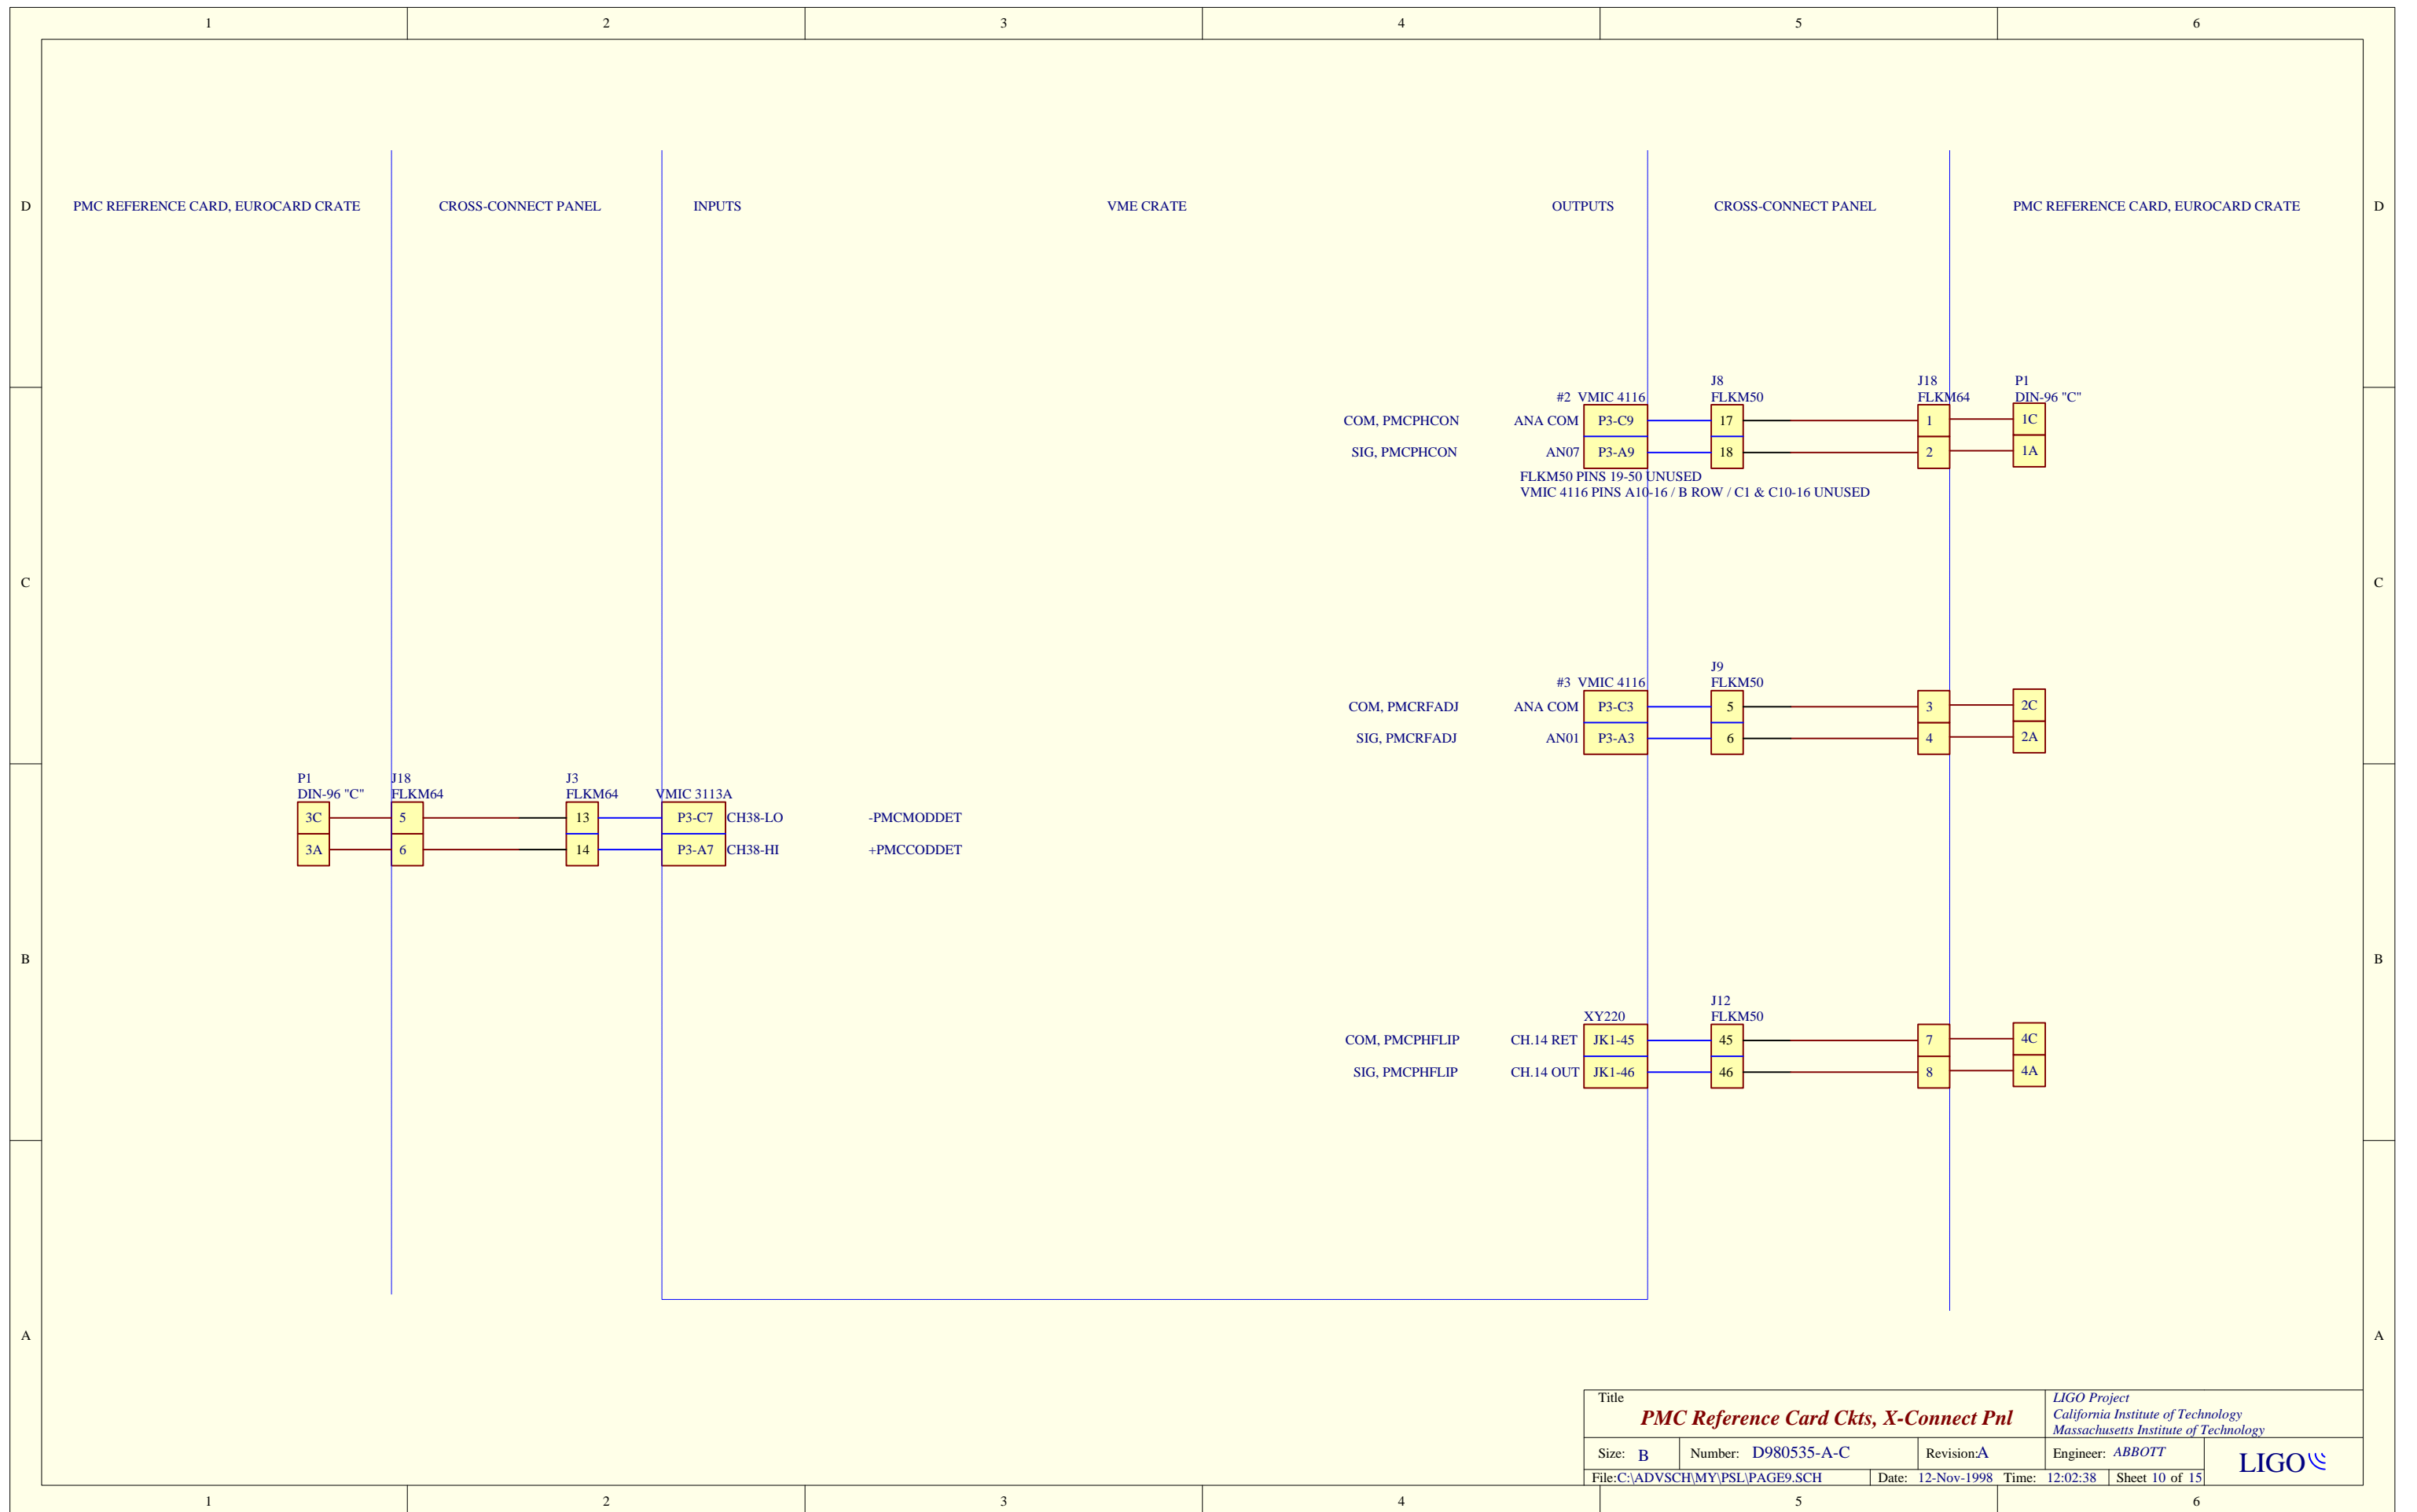 1 2 3 4 5 6
D PMC REFERENCE CARD, EUROCARD CRATE CROSS-CONNECT PANEL INPUTS VME CRATE OUTPUTS CROSS-CONNECT PANEL PMC REFERENCE CARD, EUROCARD CRATE D
J8 J18 P1
#2 VMIC 4116 FLKM50 FLKM64 DIN-96 "C"
COM, PMCPHCON ANA COM P3-C9 17 1 1C
SIG, PMCPHCON AN07 P3-A9 18 2 1A
FLKM50 PINS 19-50 UNUSED
VMIC 4116 PINS A10-16 / B ROW / C1 & C10-16 UNUSED
C C
J9
#3 VMIC 4116 FLKM50
COM, PMCRFADJ ANA COM P3-C3 5 3 2C
SIG, PMCRFADJ AN01 P3-A3 6 4 2A
P1 J18 J3
DIN-96 "C" FLKM64 FLKM64 VMIC 3113A
3C 5 13 P3-C7 CH38-LO -PMCMODDET
3A 6 14 P3-A7 CH38-HI +PMCCODDET
B B
J12
XY220 FLKM50
COM, PMCPHFLIP CH.14 RET JK1-45 45 7 4C
SIG, PMCPHFLIP CH.14 OUT JK1-46 46 8 4A
A A
Title
PMC Reference Card Ckts, X-Connect Pnl
LIGO Project
California Institute of Technology
Massachusetts Institute of Technology
Size: B Number: D980535-A-C Revision:A Engineer: ABBOTT
LIGO
File:C:\ADVSCH\MY\PSL\PAGE9.SCH Date: 12-Nov-1998 Time: 12:02:38 Sheet 10 of 15
1 2 3 4 5 6